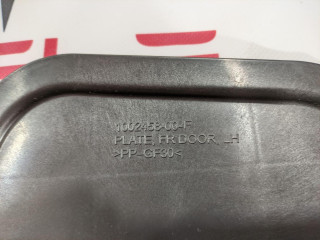 1002458-00-F
PLATE, FR DOOR, LH
>PP-GF30<